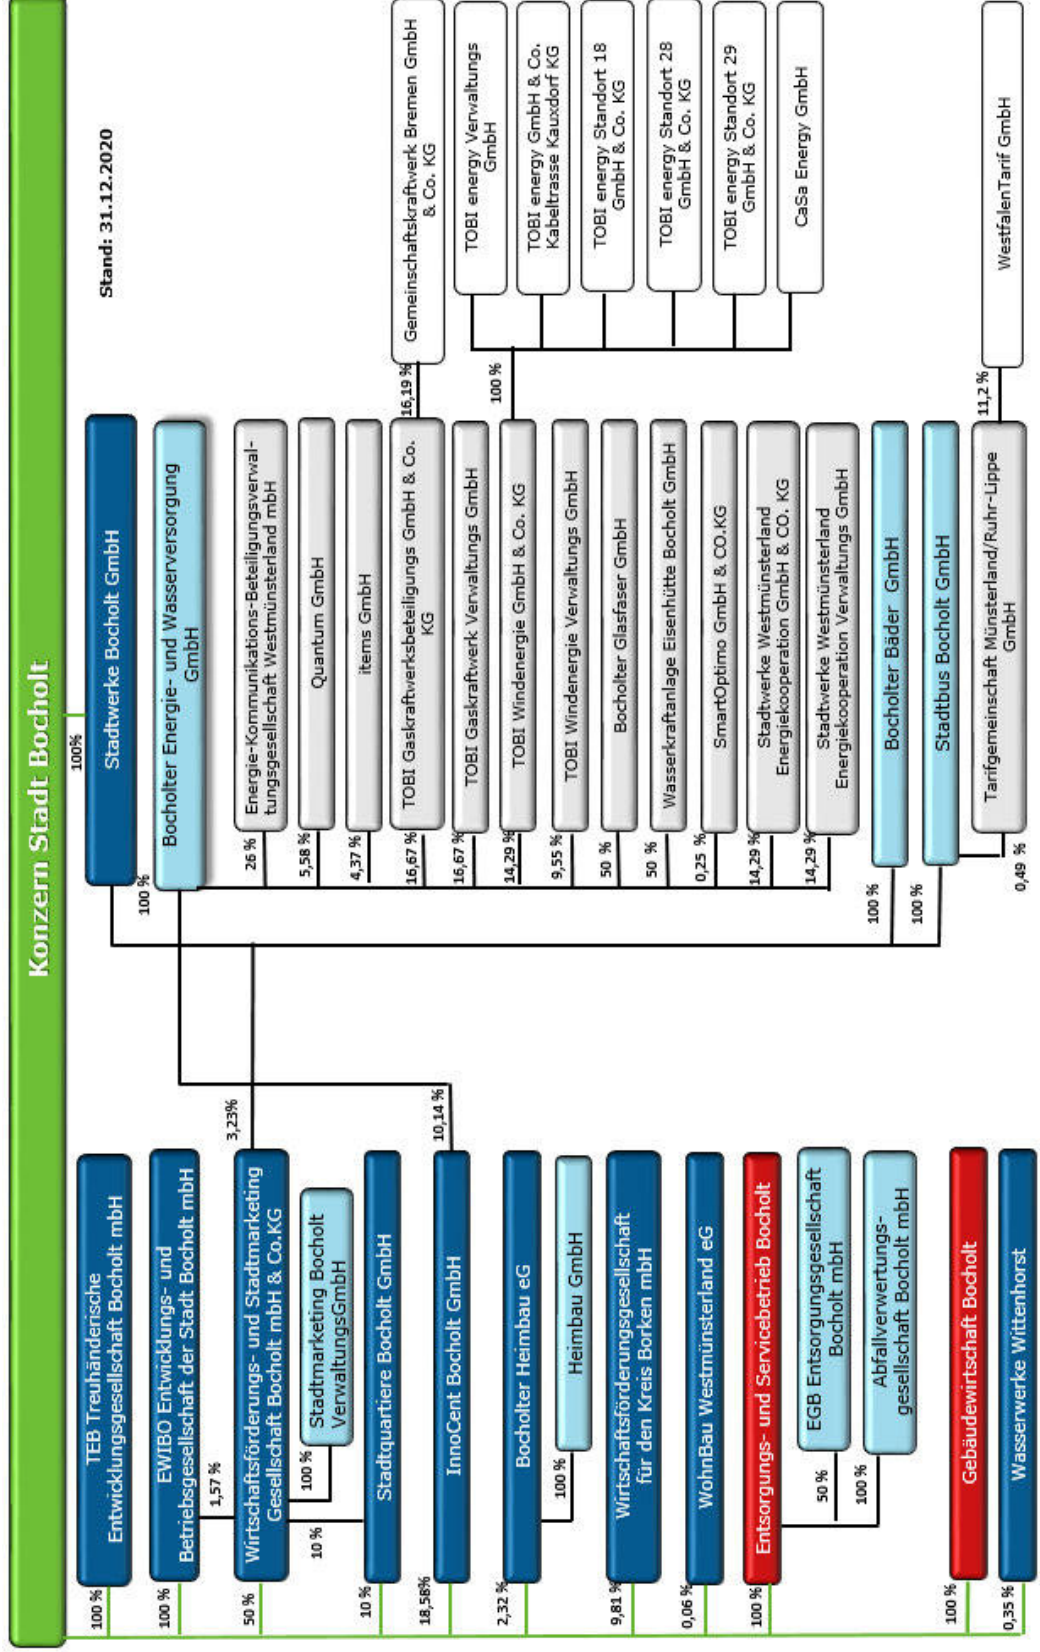 Konzern Stadt Bocholt
Stand: 31.12.2020
100 %
TEB Treuhänderische
Entwicklungsgesellschaft Bocholt mbH
100 %
EWIBO Entwicklungs- und
Betriebsgesellschaft der Stadt Bocholt mbH
1,57 %
50 %
Wirtschaftsförderungs- und Stadtmarketing
Gesellschaft Bocholt mbH & Co.KG
3,23%
100 %
Stadtmarketing Bocholt
VerwaltungsGmbH
10 %
10 %
Stadtquartiere Bocholt GmbH
18,58%
InnoCent Bocholt GmbH
10,14 %
2,32 %
Bocholter Heimbau eG
100 %
Heimbau GmbH
9,81 %
Wirtschaftsförderungsgesellschaft
für den Kreis Borken mbH
0,06 %
WohnBau Westmünsterland eG
100 %
Entsorgungs- und Servicebetrieb Bocholt
50 %
EGB Entsorgungsgesellschaft
Bocholt mbH
100 %
Abfallverwertungs-
gesellschaft Bocholt mbH
100 %
Gebäudewirtschaft Bocholt
0,35 %
Wasserwerke Wittenhorst
100%
Stadtwerke Bocholt GmbH
100 %
Bocholter Energie- und Wasserversorgung
GmbH
26 %
Energie-Kommunikations-Beteiligungsverwal-
tungsgesellschaft Westmünsterland mbH
5,58 %
Quantum GmbH
4,37 %
items GmbH
16,67 %
TOBI Gaskraftwerksbeteiligungs GmbH & Co.
KG
16,19 %
Gemeinschaftskraftwerk Bremen GmbH
& Co. KG
16,67 %
TOBI Gaskraftwerk Verwaltungs GmbH
14,29 %
TOBI Windenergie GmbH & Co. KG
100 %
TOBI energy Verwaltungs
GmbH
TOBI energy GmbH & Co.
Kabeltrasse Kauxdorf KG
TOBI energy Standort 18
GmbH & Co. KG
TOBI energy Standort 28
GmbH & Co. KG
TOBI energy Standort 29
GmbH & Co. KG
CaSa Energy GmbH
9,55 %
TOBI Windenergie Verwaltungs GmbH
50 %
Bocholter Glasfaser GmbH
50 %
Wasserkraftanlage Eisenhütte Bocholt GmbH
0,25 %
SmartOptimo GmbH & CO.KG
14,29%
Stadtwerke Westmünsterland
Energiekooperation GmbH & CO. KG
14,29 %
Stadtwerke Westmünsterland
Energiekooperation Verwaltungs GmbH
100 %
Bocholter Bäder GmbH
100 %
Stadtbus Bocholt GmbH
0,49 %
Tarifgemeinschaft Münsterland/Ruhr-Lippe
GmbH
11,2 %
WestfalenTarif GmbH